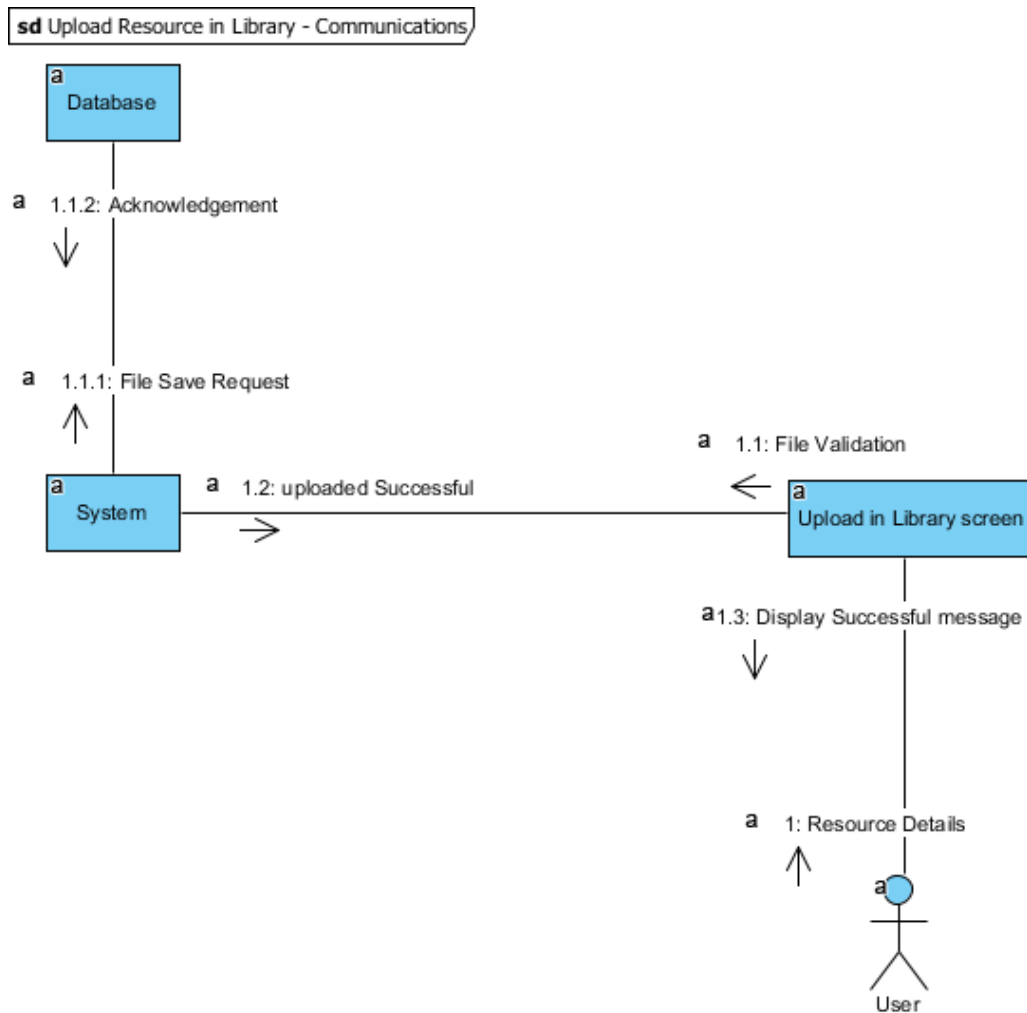 sd Upload Resource in Library - Communications
a
Database
a 1.1.2: Acknowledgement
a 1.1.1: File Save Request
a
System
a 1.2: uploaded Successful
a 1.1: File Validation
a
Upload in Library screen
a 1.3: Display Successful message
a 1: Resource Details
a
User